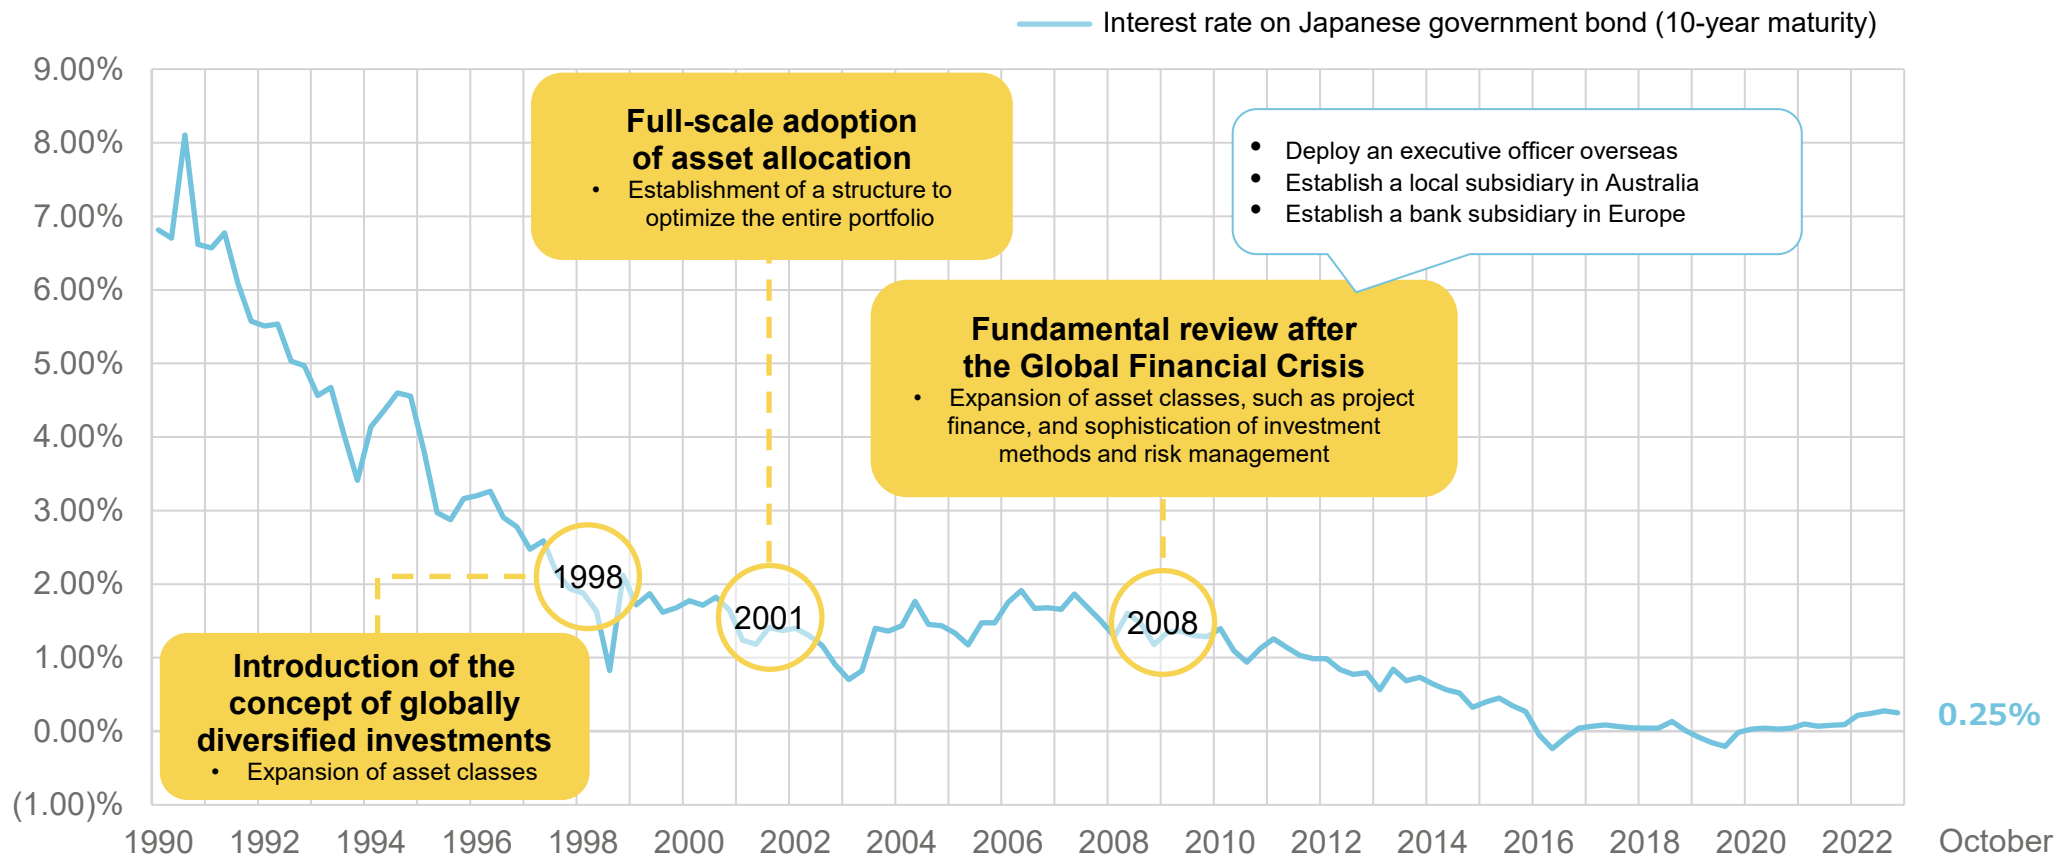 Interest rate on Japanese government bond (10-year maturity)
9.00%
8.00%
7.00%
6.00%
5.00%
4.00%
3.00%
2.00%
1.00%
0.00%
(1.00)%
Full-scale adoption
of asset allocation
• Establishment of a structure to
optimize the entire portfolio
• Deploy an executive officer overseas
• Establish a local subsidiary in Australia
• Establish a bank subsidiary in Europe
Fundamental review after
the Global Financial Crisis
• Expansion of asset classes, such as project
finance, and sophistication of investment
methods and risk management
1998
2001
2008
Introduction of the
concept of globally
diversified investments
• Expansion of asset classes
0.25%
1990 1992 1994 1996 1998 2000 2002 2004 2006 2008 2010 2012 2014 2016 2018 2020 2022 October